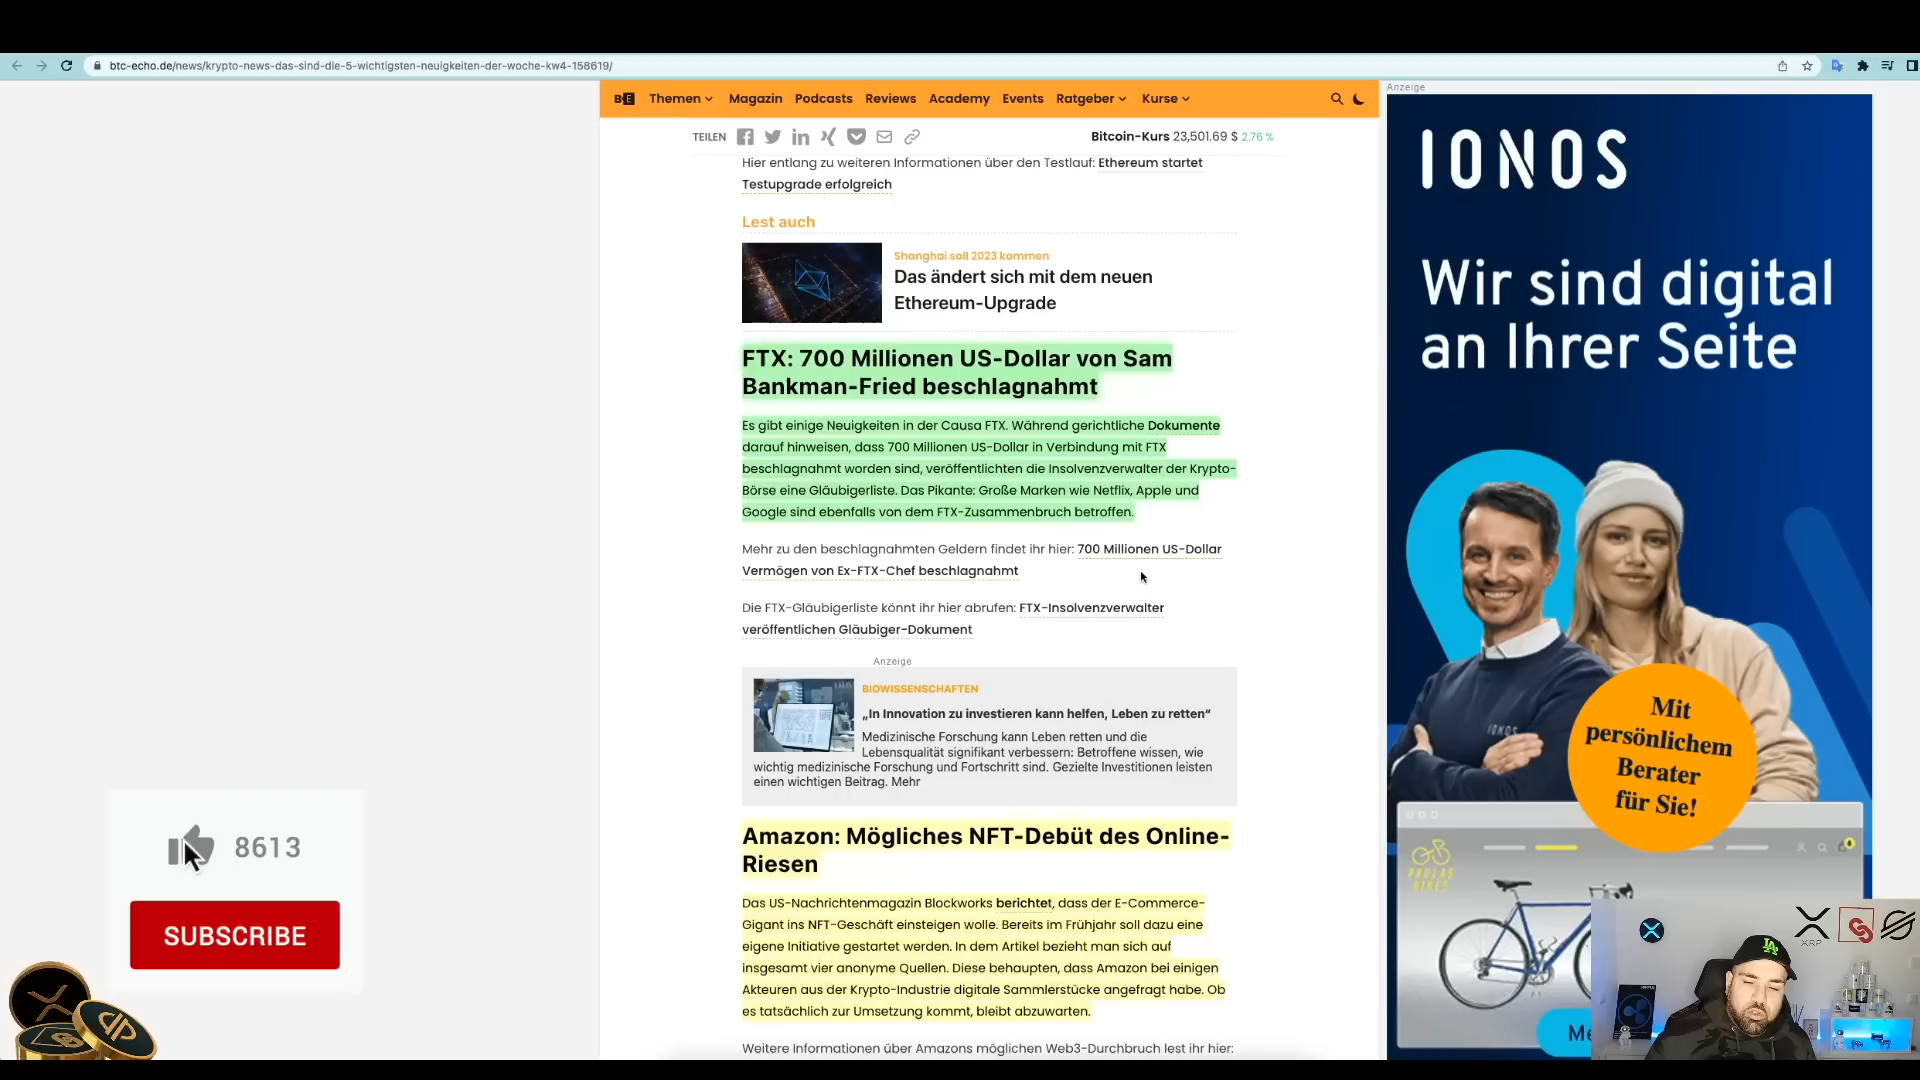 btc-echo.de/news/krypto-news-das-sind-die-5-wichtigsten-neuigkeiten-der-woche-kw4-158619/
Themen Magazin Podcasts Reviews Academy Events Ratgeber Kurse
Anzeige
TEILEN
Bitcoin-Kurs 23,501.69 $ 2.76 %
Hier entlang zu weiteren Informationen über den Testlauf: Ethereum startet
Testupgrade erfolgreich
Lest auch
Shanghai soll 2023 kommen
Das ändert sich mit dem neuen
Ethereum-Upgrade
FTX: 700 Millionen US-Dollar von Sam
Bankman-Fried beschlagnahmt
Es gibt einige Neuigkeiten in der Causa FTX. Während gerichtliche Dokumente
darauf hinweisen, dass 700 Millionen US-Dollar in Verbindung mit FTX
beschlagnahmt worden sind, veröffentlichten die Insolvenzverwalter der Krypto-
Börse eine Gläubigerliste. Das Pikante: Große Marken wie Netflix, Apple und
Google sind ebenfalls von dem FTX-Zusammenbruch betroffen.
Mehr zu den beschlagnahmten Geldern findet ihr hier: 700 Millionen US-Dollar
Vermögen von Ex-FTX-Chef beschlagnahmt
Die FTX-Gläubigerliste könnt ihr hier abrufen: FTX-Insolvenzverwalter
veröffentlichen Gläubiger-Dokument
Anzeige
BIOWISSENSCHAFTEN
„In Innovation zu investieren kann helfen, Leben zu retten“
Medizinische Forschung kann Leben retten und die
Lebensqualität signifikant verbessern: Betroffene wissen, wie
wichtig medizinische Forschung und Fortschritt sind. Gezielte Investitionen leisten
einen wichtigen Beitrag. Mehr
Amazon: Mögliches NFT-Debüt des Online-
Riesen
Das US-Nachrichtenmagazin Blockworks berichtet, dass der E-Commerce-
Gigant ins NFT-Geschäft einsteigen wolle. Bereits im Frühjahr soll dazu eine
eigene Initiative gestartet werden. In dem Artikel bezieht man sich auf
insgesamt vier anonyme Quellen. Diese behaupten, dass Amazon bei einigen
Akteuren aus der Krypto-Industrie digitale Sammlerstücke angefragt habe. Ob
es tatsächlich zur Umsetzung kommt, bleibt abzuwarten.
Weitere Informationen über Amazons möglichen Web3-Durchbruch lest ihr hier:
IONOS
Wir sind digital
an Ihrer Seite
IONOS
Mit
persönlichem
Berater
für Sie!
PAULAS
BIKES
XRP
LA
8613
SUBSCRIBE